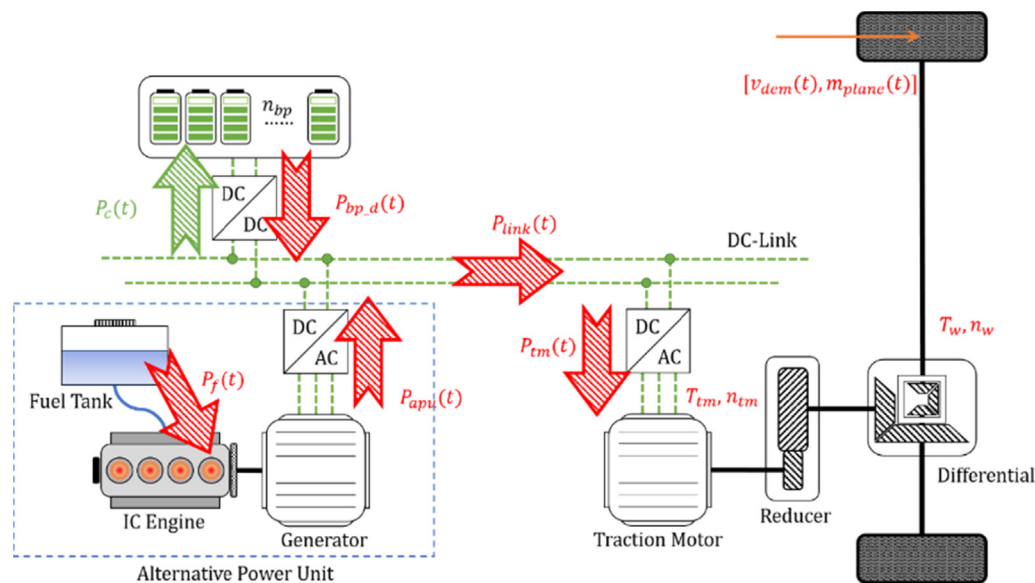 [v_dem(t), m_plane(t)]
n_bp
......
P_c(t)
DC
DC
P_bp_d(t)
P_link(t)
DC-Link
DC
AC
P_apu(t)
P_f(t)
Fuel Tank
IC Engine
Generator
Alternative Power Unit
P_tm(t)
DC
AC
T_tm, n_tm
Traction Motor
Reducer
T_w, n_w
Differential